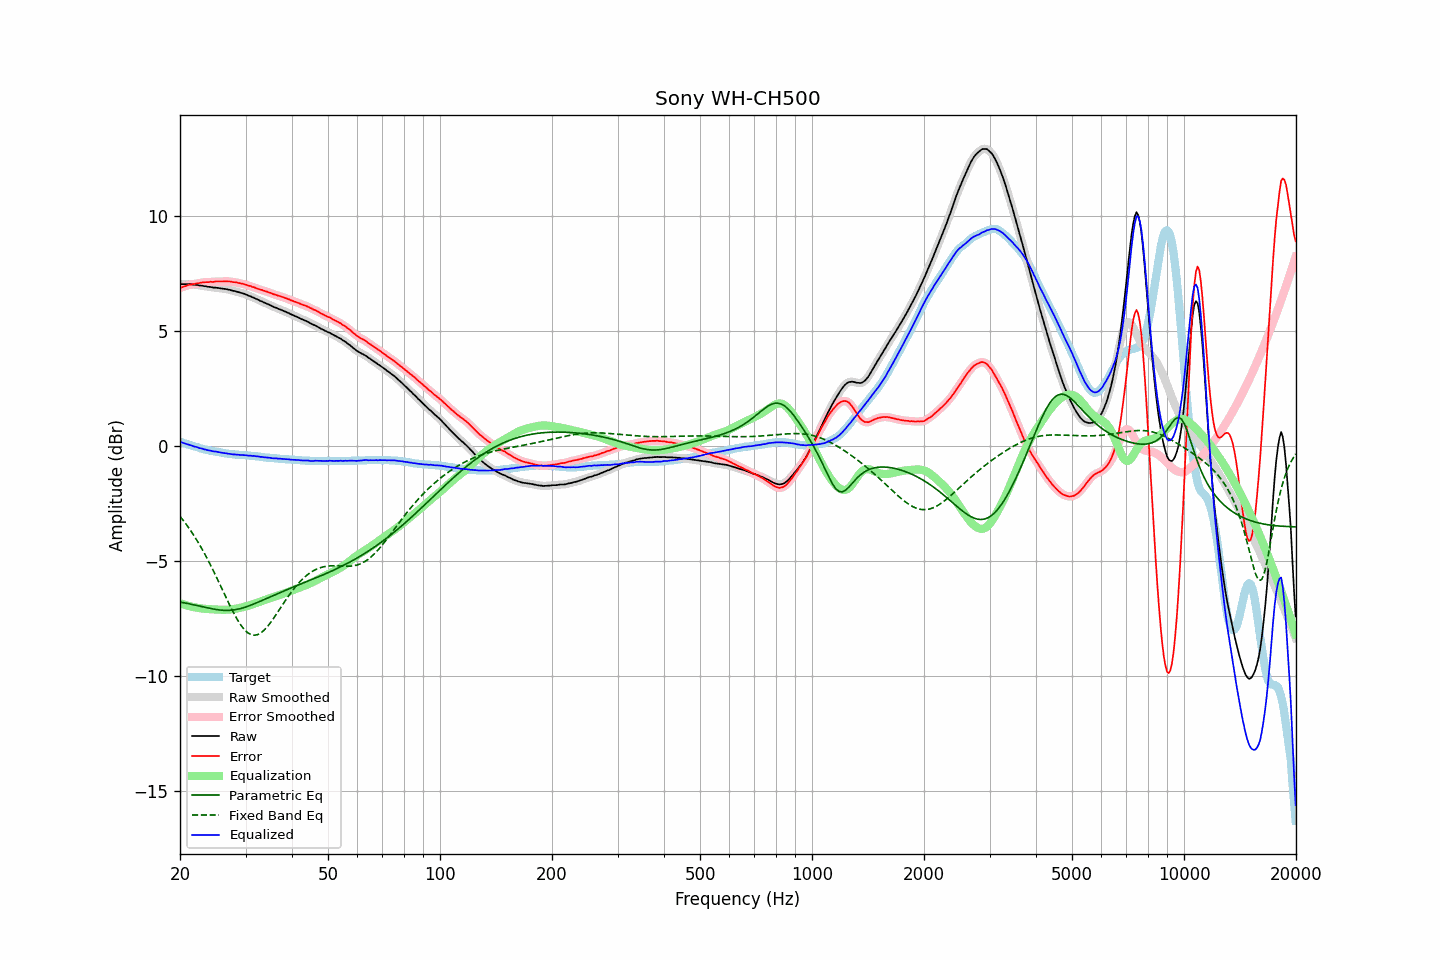 Sony WH-CH500
Amplitude (dBr)
10
5
0
−5
−10
−15
Target
Raw Smoothed
Error Smoothed
Raw
Error
Equalization
Parametric Eq
Fixed Band Eq
Equalized
20 50 100 200 500 1000 2000 5000 10000 20000
Frequency (Hz)